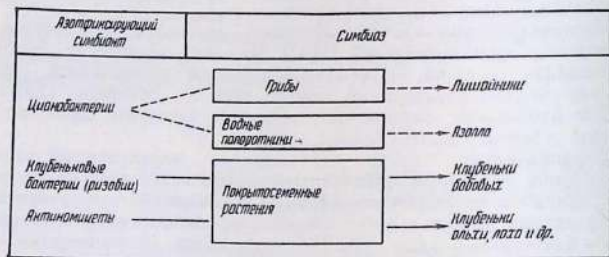 Азотфиксирующий симбионт
Симбиоз
Цианобактерии
Грибы
Лишайники
Водные папоротники
Азолла
Клубеньковые бактерии (ризобии)
Покрытосеменные растения
Клубеньки бобовых
Актиномицеты
Клубеньки ольхи, лоха и др.